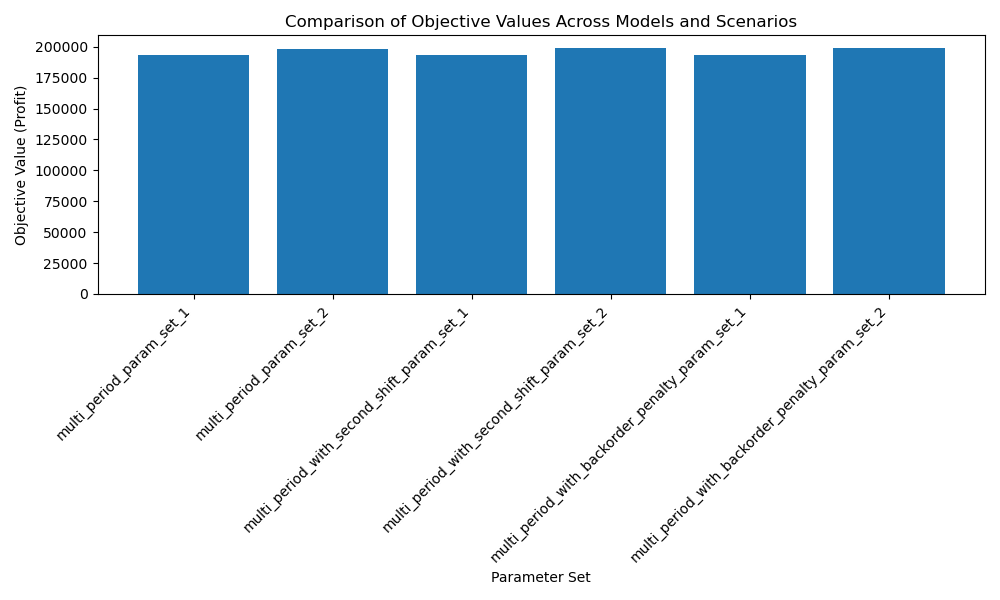 Comparison of Objective Values Across Models and Scenarios
Objective Value (Profit)
200000
175000
150000
125000
100000
75000
50000
25000
0
multi_period_param_set_1
multi_period_param_set_2
multi_period_with_second_shift_param_set_1
multi_period_with_second_shift_param_set_2
multi_period_with_backorder_penalty_param_set_1
multi_period_with_backorder_penalty_param_set_2
Parameter Set